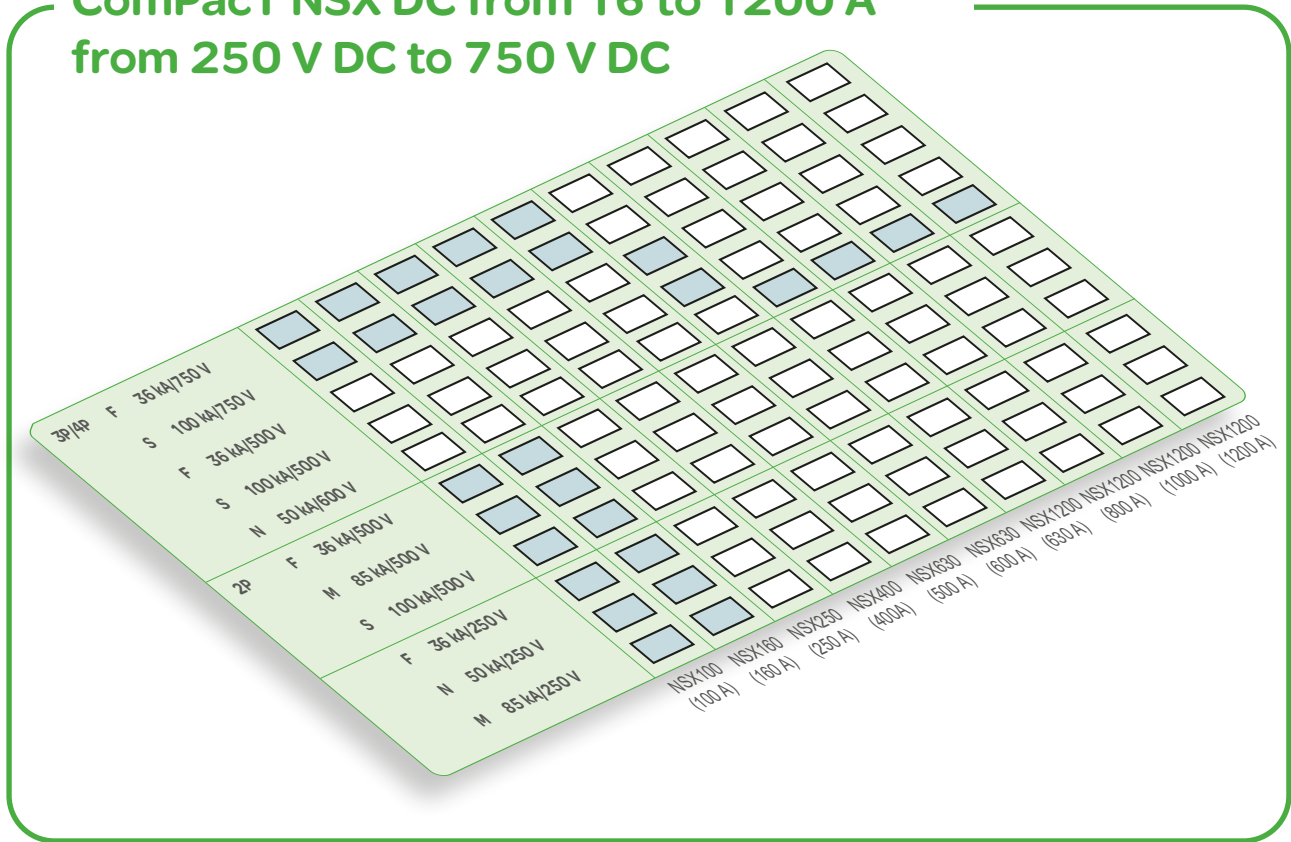 ComPacT NSX DC from 16 to 1200 A
from 250 V DC to 750 V DC
3P/4P F 36 kA/750 V
S 100 kA/750 V
F 36 kA/500 V
S 100 kA/500 V
N 50 kA/600 V
2P F 36 kA/500 V
M 85 kA/500 V
S 100 kA/500 V
F 36 kA/250 V
N 50 kA/250 V
M 85 kA/250 V
NSX100 NSX160 NSX250 NSX400 NSX630 NSX630 NSX1200 NSX1200 NSX1200 NSX1200
(100 A) (160 A) (250 A) (400A) (500 A) (600 A) (630 A) (800 A) (1000 A) (1200 A)